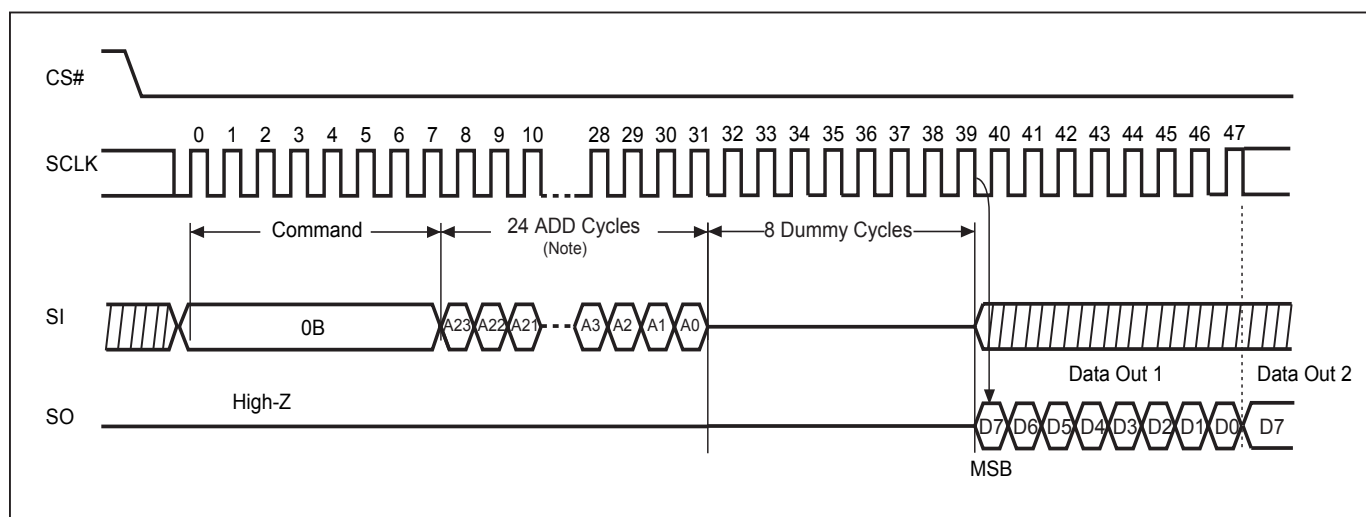 CS#
0 1 2 3 4 5 6 7 8 9 10 28 29 30 31 32 33 34 35 36 37 38 39 40 41 42 43 44 45 46 47
SCLK
Command 24 ADD Cycles 8 Dummy Cycles
(Note)
SI 0B A23 A22 A21 A3 A2 A1 A0
Data Out 1 Data Out 2
High-Z
SO D7 D6 D5 D4 D3 D2 D1 D0 D7
MSB